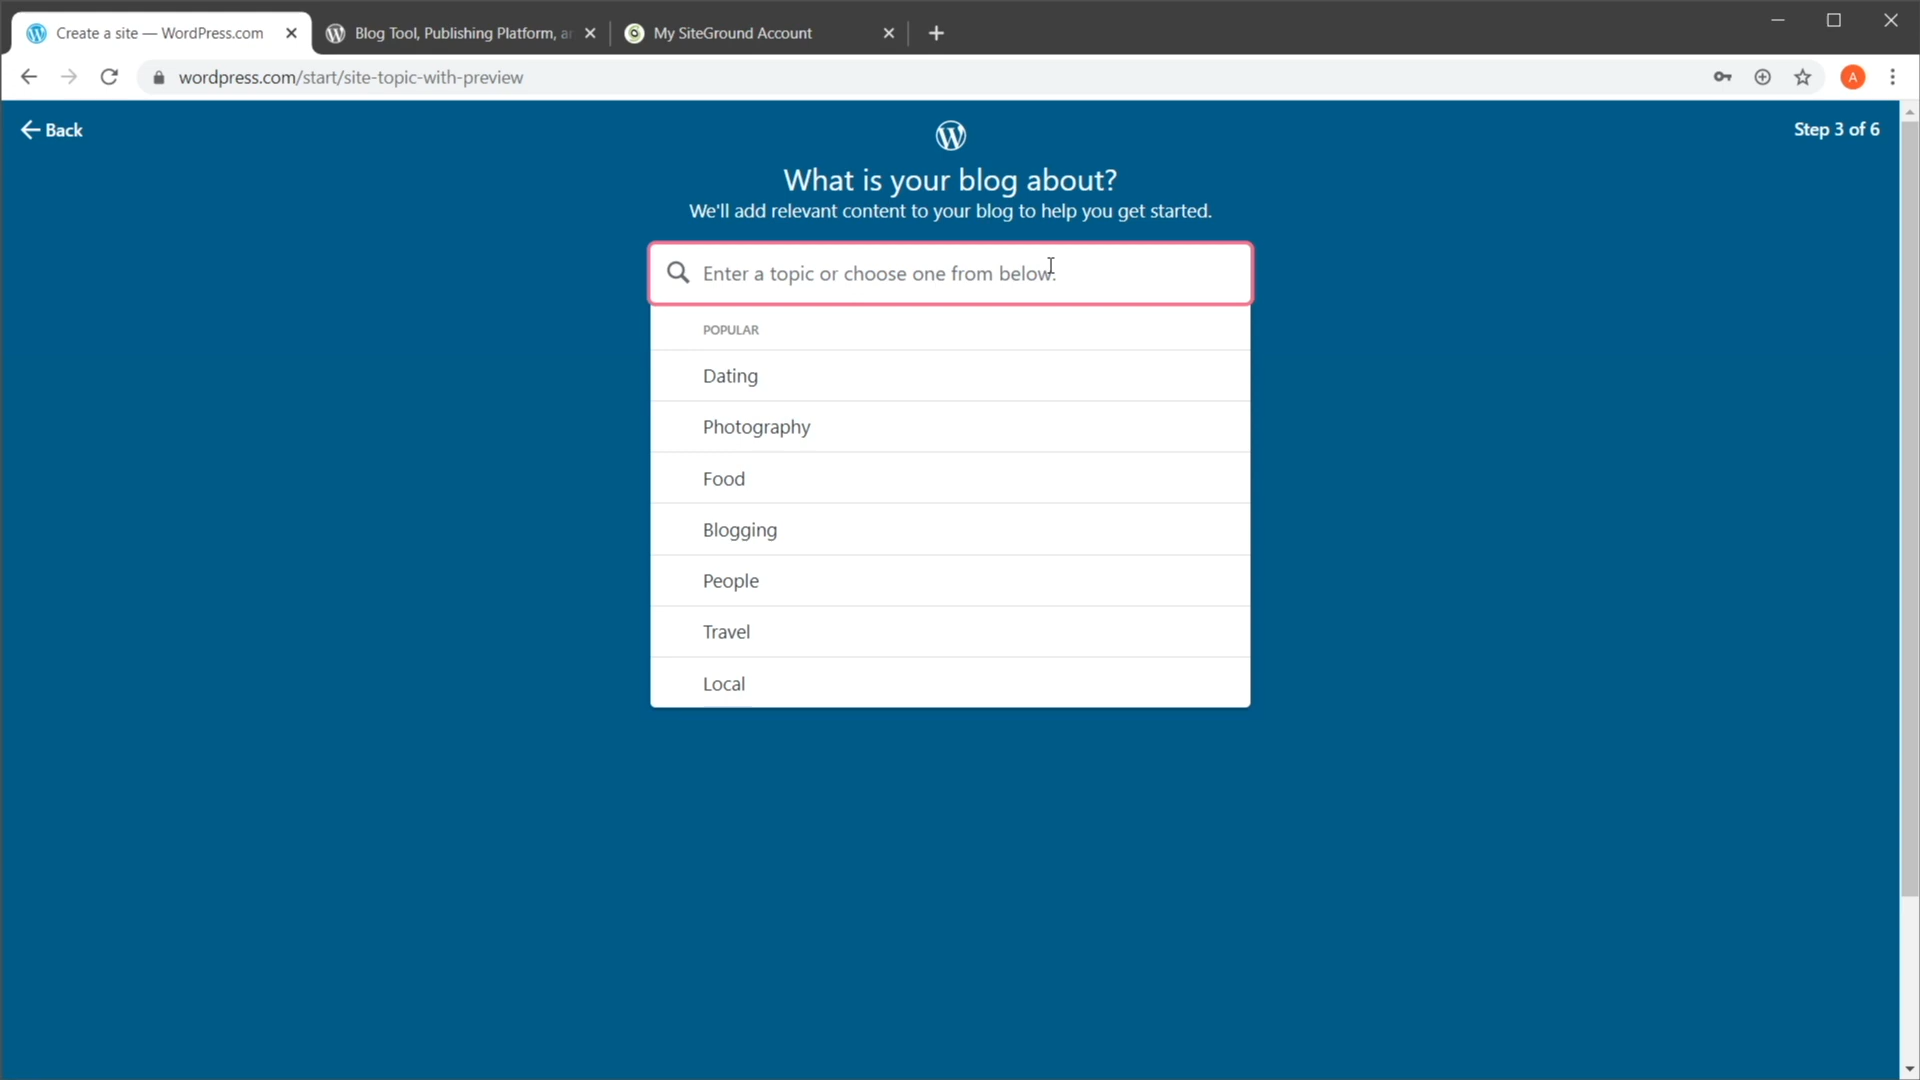 Create a site — WordPress.com
Blog Tool, Publishing Platform, a
My SiteGround Account
wordpress.com/start/site-topic-with-preview
A
Back
Step 3 of 6
What is your blog about?
We'll add relevant content to your blog to help you get started.
Enter a topic or choose one from below.
POPULAR
Dating
Photography
Food
Blogging
People
Travel
Local